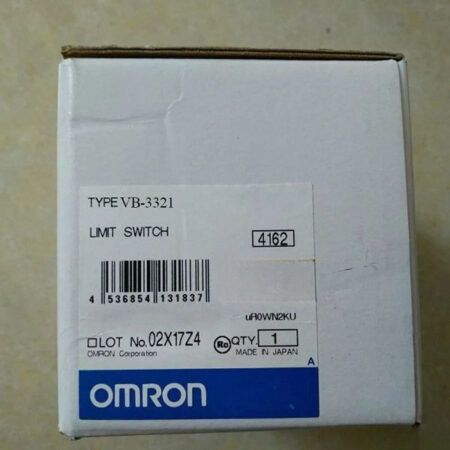 TYPE VB-3321
LIMIT SWITCH
4162
4 536854 131837
uR0WN2KU
LOT No. 02X17Z4
Ro QTY. 1
OMRON Corporation
MADE IN JAPAN
A
OMRON